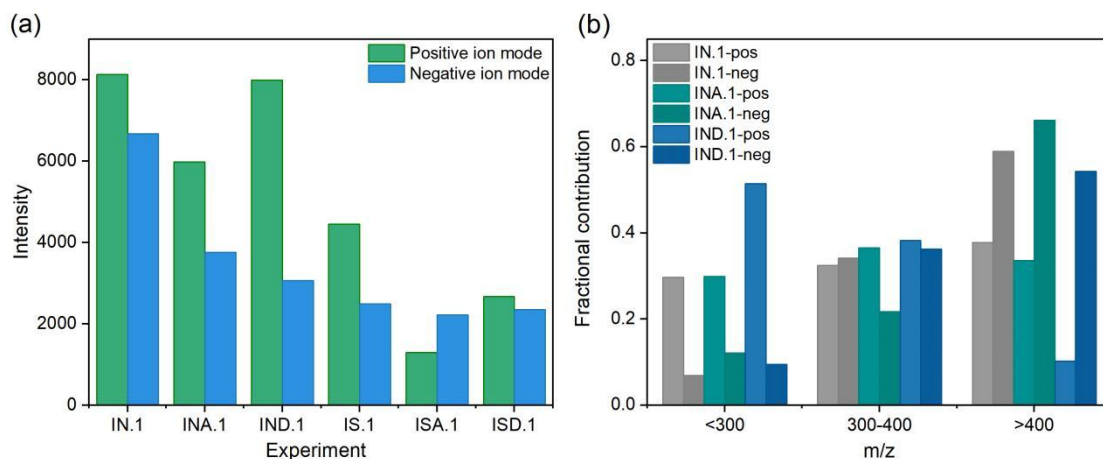 (a)
Positive ion mode
Negative ion mode
8000
6000
4000
2000
0
Intensity
IN.1 INA.1 IND.1 IS.1 ISA.1 ISD.1
Experiment
(b)
IN.1-pos
IN.1-neg
INA.1-pos
INA.1-neg
IND.1-pos
IND.1-neg
0.8
0.6
0.4
0.2
0.0
Fractional contribution
<300 300-400 >400
m/z